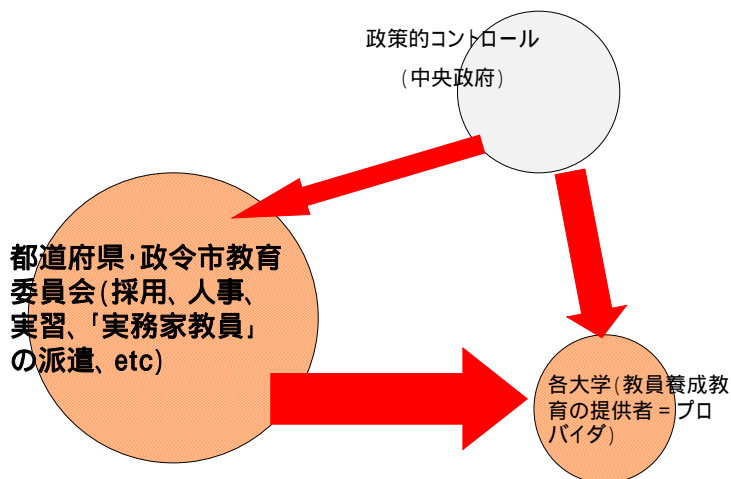 政策的コントロール
(中央政府)
都道府県・政令市教育
委員会(採用、人事、
実習、「実務家教員」
の派遣、etc)
各大学(教員養成教
育の提供者=プロ
バイダ)